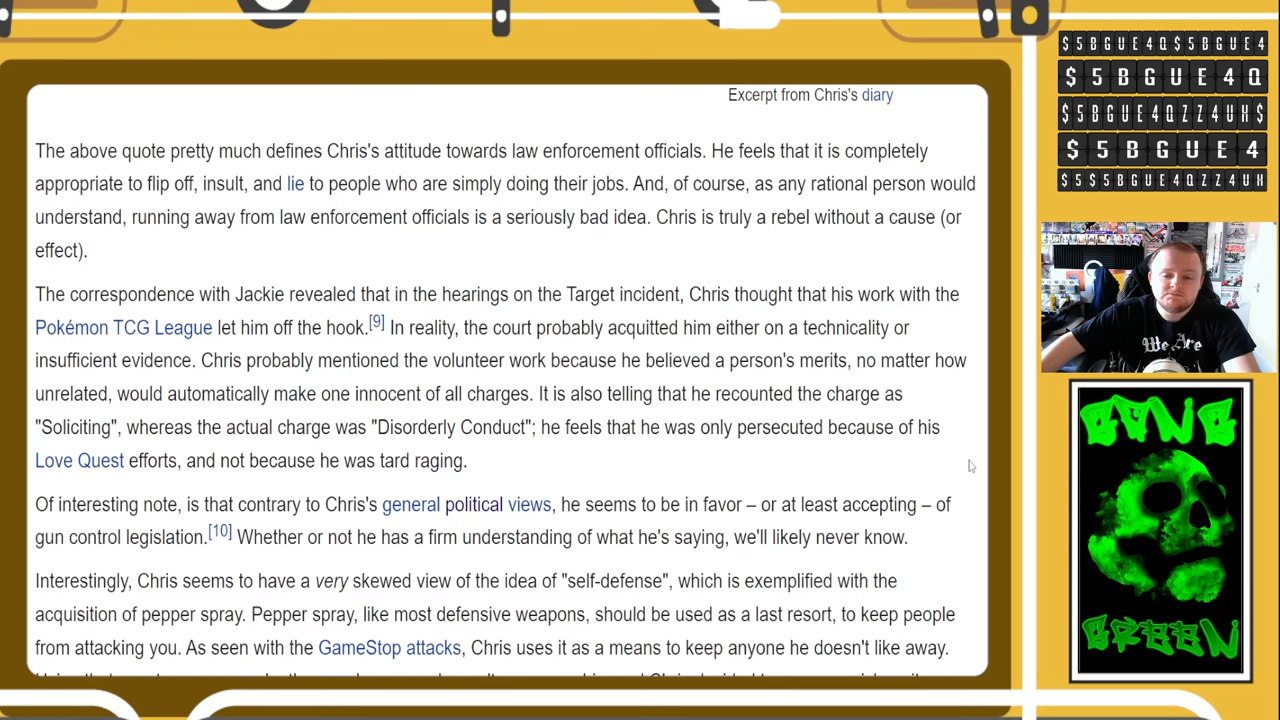 Excerpt from Chris's diary
The above quote pretty much defines Chris's attitude towards law enforcement officials. He feels that it is completely
appropriate to flip off, insult, and lie to people who are simply doing their jobs. And, of course, as any rational person would
understand, running away from law enforcement officials is a seriously bad idea. Chris is truly a rebel without a cause (or
effect).
The correspondence with Jackie revealed that in the hearings on the Target incident, Chris thought that his work with the
Pokémon TCG League let him off the hook.[9] In reality, the court probably acquitted him either on a technicality or
insufficient evidence. Chris probably mentioned the volunteer work because he believed a person's merits, no matter how
unrelated, would automatically make one innocent of all charges. It is also telling that he recounted the charge as
"Soliciting", whereas the actual charge was "Disorderly Conduct"; he feels that he was only persecuted because of his
Love Quest efforts, and not because he was tard raging.
Of interesting note, is that contrary to Chris's general political views, he seems to be in favor – or at least accepting – of
gun control legislation.[10] Whether or not he has a firm understanding of what he's saying, we'll likely never know.
Interestingly, Chris seems to have a very skewed view of the idea of "self-defense", which is exemplified with the
acquisition of pepper spray. Pepper spray, like most defensive weapons, should be used as a last resort, to keep people
from attacking you. As seen with the GameStop attacks, Chris uses it as a means to keep anyone he doesn't like away.
$5BGUE4Q$5BGUE4
$5BGUE4Q
$5BGUE4QZZ4UX$
$5BGUE4
$5$5BGUE4QZZ4UX
We Are
GANG
GREEN